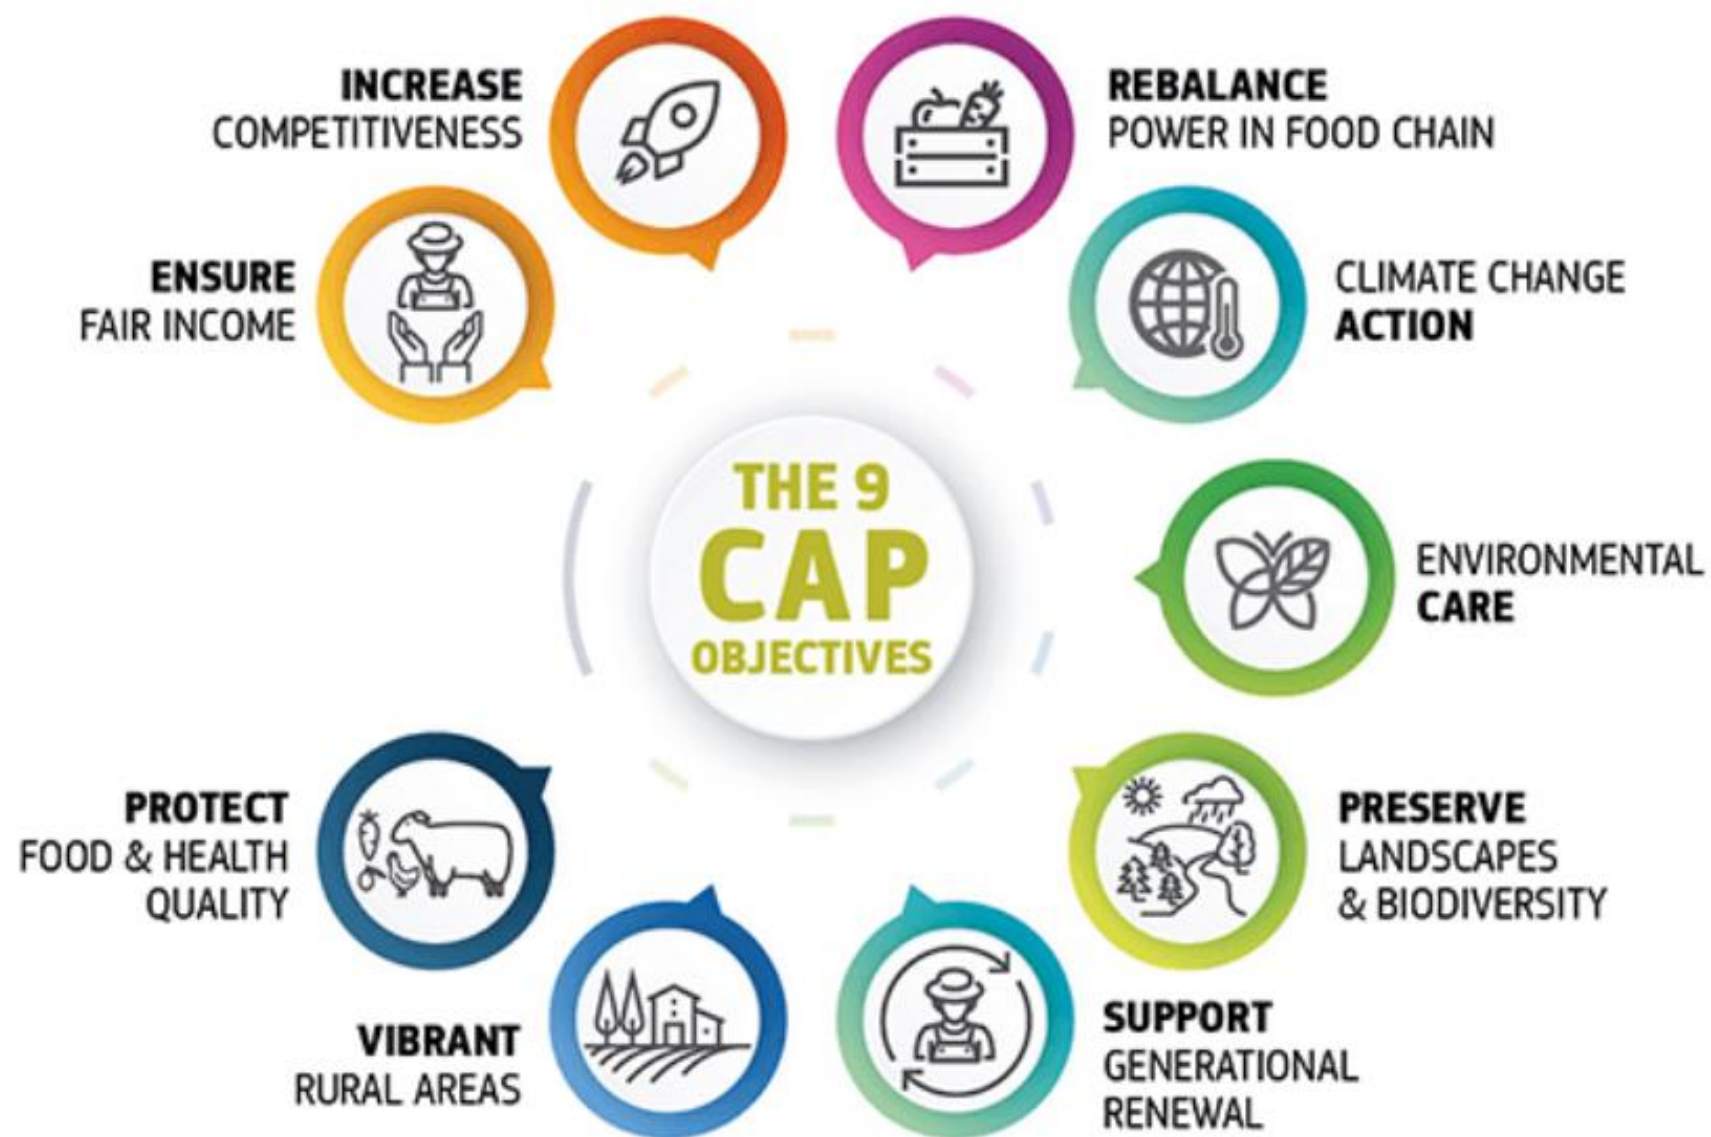 INCREASE
COMPETITIVENESS
REBALANCE
POWER IN FOOD CHAIN
ENSURE
FAIR INCOME
CLIMATE CHANGE
ACTION
THE 9
CAP
OBJECTIVES
ENVIRONMENTAL
CARE
PROTECT
FOOD & HEALTH
QUALITY
PRESERVE
LANDSCAPES
& BIODIVERSITY
VIBRANT
RURAL AREAS
SUPPORT
GENERATIONAL
RENEWAL